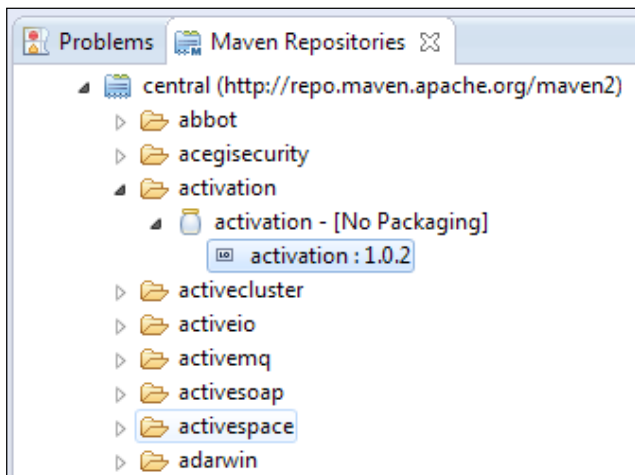 Problems Maven Repositories
central (http://repo.maven.apache.org/maven2)
abbot
acegisecurity
activation
activation - [No Packaging]
activation : 1.0.2
activecluster
activeio
activemq
activesoap
activespace
adarwin